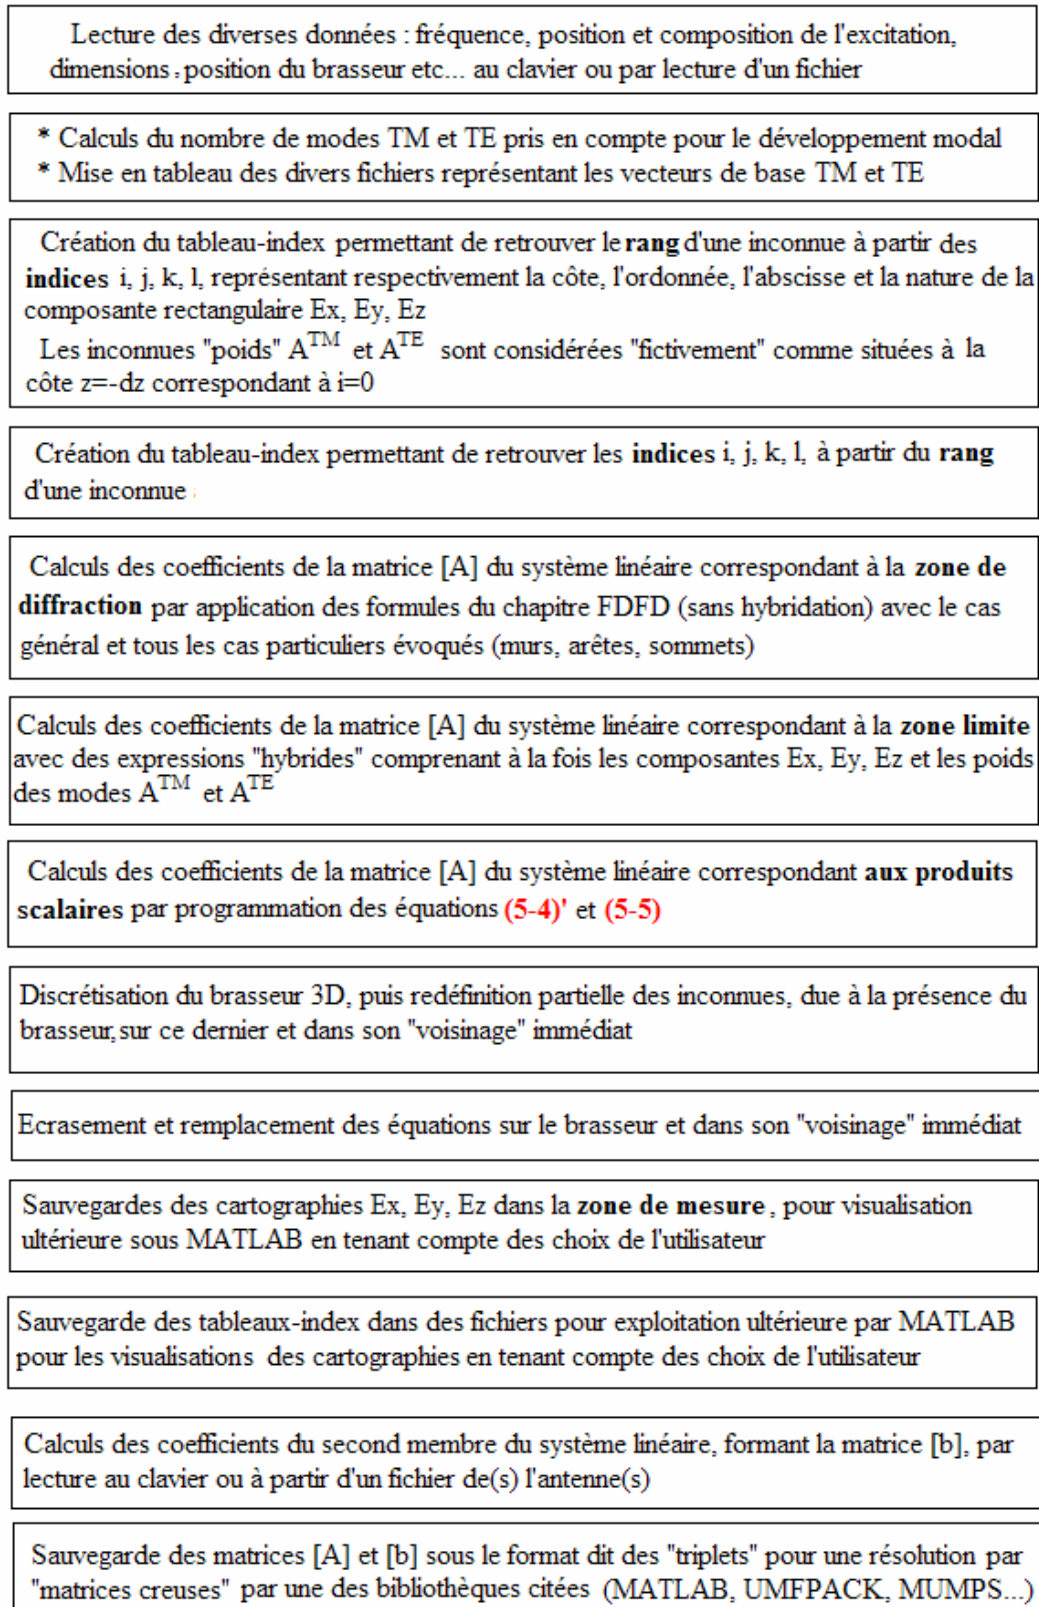 Lecture des diverses données : fréquence, position et composition de l'excitation,
dimensions, position du brasseur etc... au clavier ou par lecture d'un fichier
* Calculs du nombre de modes TM et TE pris en compte pour le développement modal
* Mise en tableau des divers fichiers représentant les vecteurs de base TM et TE
Création du tableau-index permettant de retrouver le rang d'une inconnue à partir des
indices i, j, k, l, représentant respectivement la côte, l'ordonnée, l'abscisse et la nature de la
composante rectangulaire Ex, Ey, Ez
Les inconnues "poids" A^TM et A^TE sont considérées "fictivement" comme situées à la
côte z=-dz correspondant à i=0
Création du tableau-index permettant de retrouver les indices i, j, k, l, à partir du rang
d'une inconnue
Calculs des coefficients de la matrice [A] du système linéaire correspondant à la zone de
diffraction par application des formules du chapitre FDFD (sans hybridation) avec le cas
général et tous les cas particuliers évoqués (murs, arêtes, sommets)
Calculs des coefficients de la matrice [A] du système linéaire correspondant à la zone limite
avec des expressions "hybrides" comprenant à la fois les composantes Ex, Ey, Ez et les poids
des modes A^TM et A^TE
Calculs des coefficients de la matrice [A] du système linéaire correspondant aux produits
scalaires par programmation des équations (5-4)' et (5-5)
Discrétisation du brasseur 3D, puis redéfinition partielle des inconnues, due à la présence du
brasseur, sur ce dernier et dans son "voisinage" immédiat
Ecrasement et remplacement des équations sur le brasseur et dans son "voisinage" immédiat
Sauvegardes des cartographies Ex, Ey, Ez dans la zone de mesure, pour visualisation
ultérieure sous MATLAB en tenant compte des choix de l'utilisateur
Sauvegarde des tableaux-index dans des fichiers pour exploitation ultérieure par MATLAB
pour les visualisations des cartographies en tenant compte des choix de l'utilisateur
Calculs des coefficients du second membre du système linéaire, formant la matrice [b], par
lecture au clavier ou à partir d'un fichier de(s) l'antenne(s)
Sauvegarde des matrices [A] et [b] sous le format dit des "triplets" pour une résolution par
"matrices creuses" par une des bibliothèques citées (MATLAB, UMFPACK, MUMPS...)